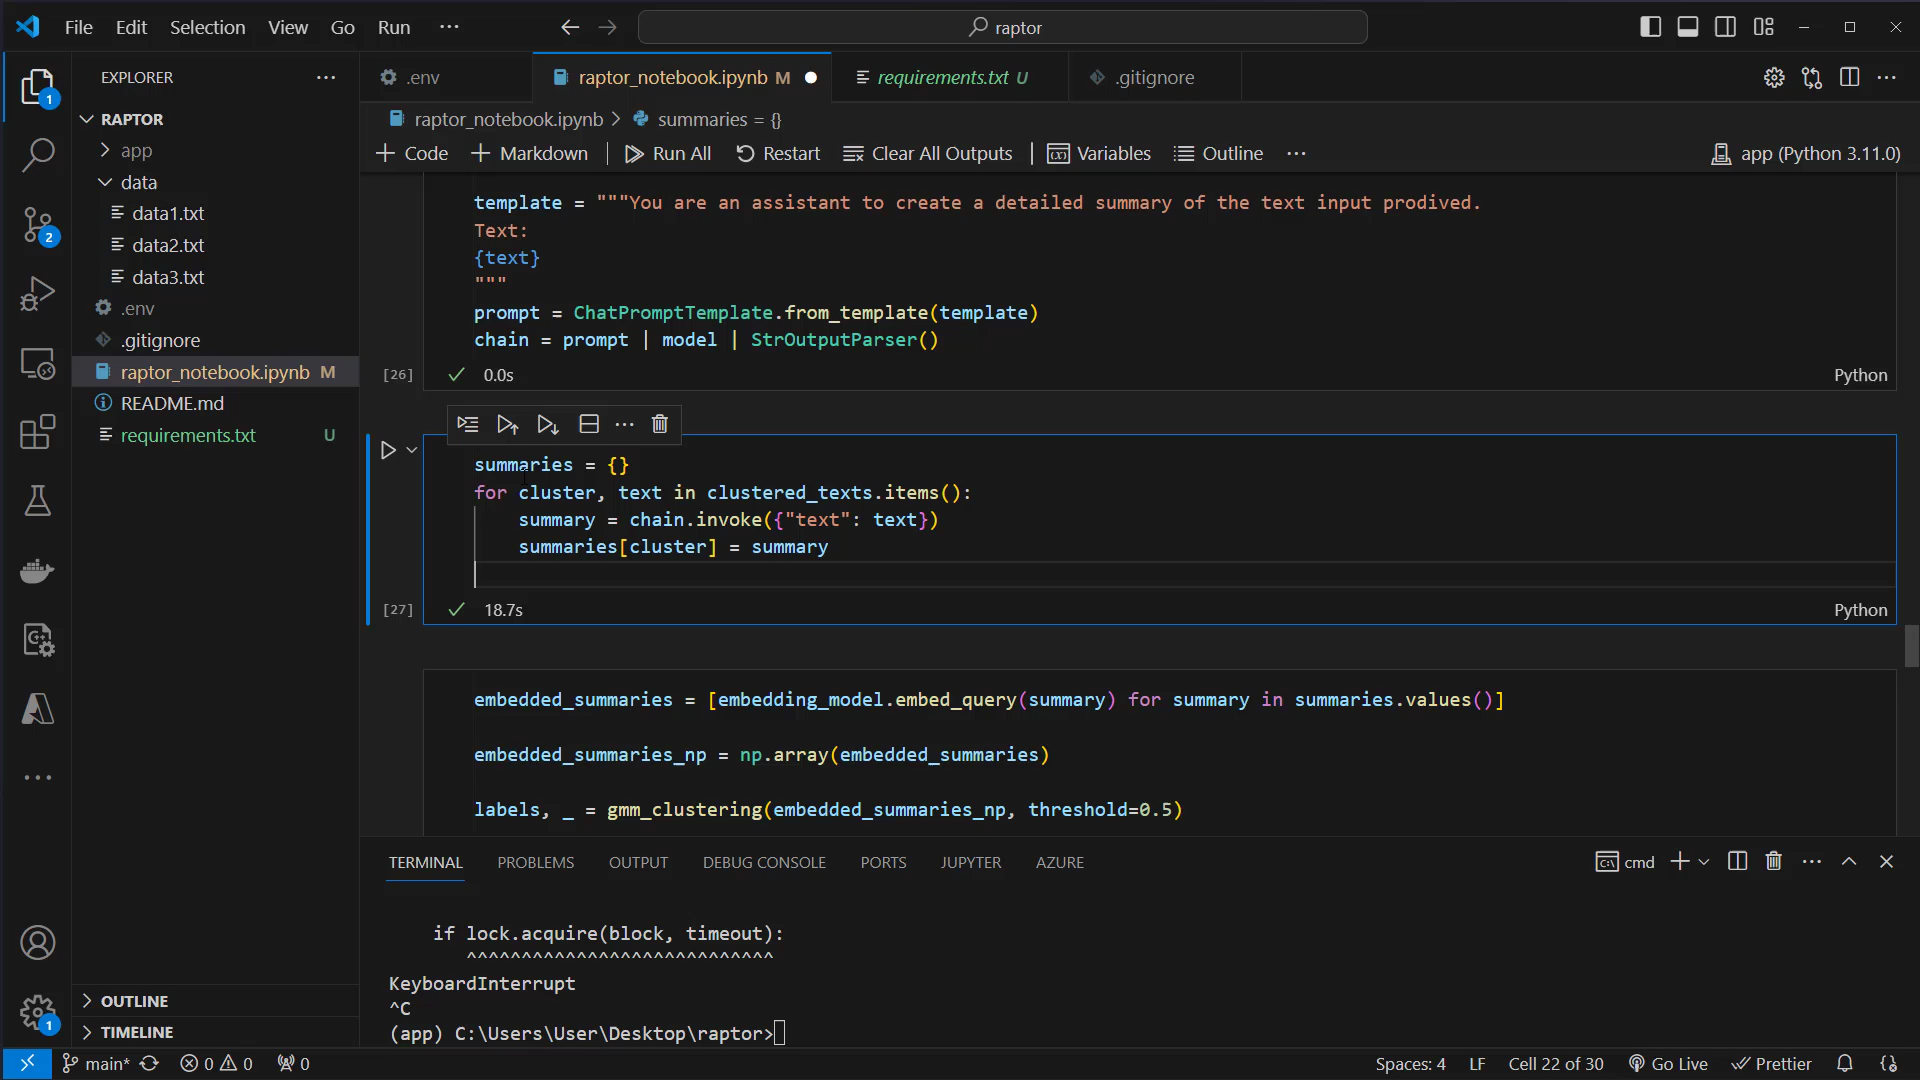 File Edit Selection View Go Run ···
raptor
EXPLORER ···
RAPTOR
app
data
data1.txt
data2.txt
data3.txt
.env
.gitignore
raptor_notebook.ipynb M
README.md
requirements.txt U
OUTLINE
TIMELINE
.env
raptor_notebook.ipynb M
requirements.txt U
.gitignore
raptor_notebook.ipynb > summaries = {}
+ Code + Markdown Run All Restart Clear All Outputs Variables Outline ···
app (Python 3.11.0)
template = """You are an assistant to create a detailed summary of the text input prodived.
Text:
{text}
"""
prompt = ChatPromptTemplate.from_template(template)
chain = prompt | model | StrOutputParser()
[26] 0.0s Python
summaries = {}
for cluster, text in clustered_texts.items():
summary = chain.invoke({"text": text})
summaries[cluster] = summary
[27] 18.7s Python
embedded_summaries = [embedding_model.embed_query(summary) for summary in summaries.values()]
embedded_summaries_np = np.array(embedded_summaries)
labels, _ = gmm_clustering(embedded_summaries_np, threshold=0.5)
TERMINAL PROBLEMS OUTPUT DEBUG CONSOLE PORTS JUPYTER AZURE
cmd
if lock.acquire(block, timeout):
^^^^^^^^^^^^^^^^^^^^^^^^^^^^
KeyboardInterrupt
^C
(app) C:\Users\User\Desktop\raptor>
1
2
1
main* 0 0 0
Spaces: 4 LF Cell 22 of 30 Go Live Prettier